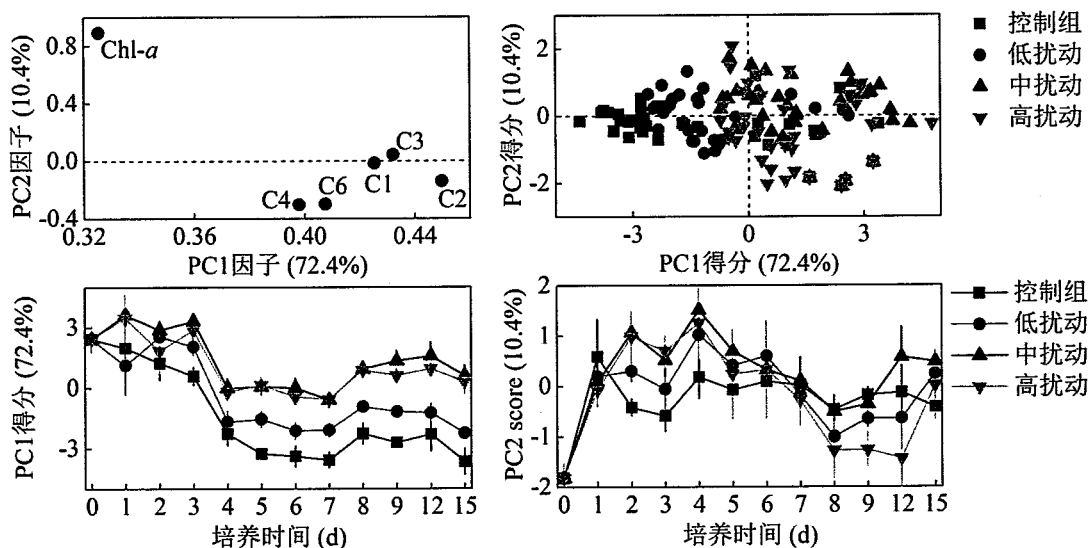 PC2因子 (10.4%)
0.8
0.4
0.0
-0.4
Chl-a
C3
C1
C4
C6
C2
0.32
0.36
0.40
0.44
PC1因子 (72.4%)
PC2得分 (10.4%)
2
0
-2
-3
0
3
PC1得分 (72.4%)
控制组
低扰动
中扰动
高扰动
PC1得分 (72.4%)
3
0
-3
0 1 2 3 4 5 6 7 8 9 12 15
培养时间 (d)
PC2 score (10.4%)
2
1
0
-1
-2
0 1 2 3 4 5 6 7 8 9 12 15
培养时间 (d)
控制组
低扰动
中扰动
高扰动